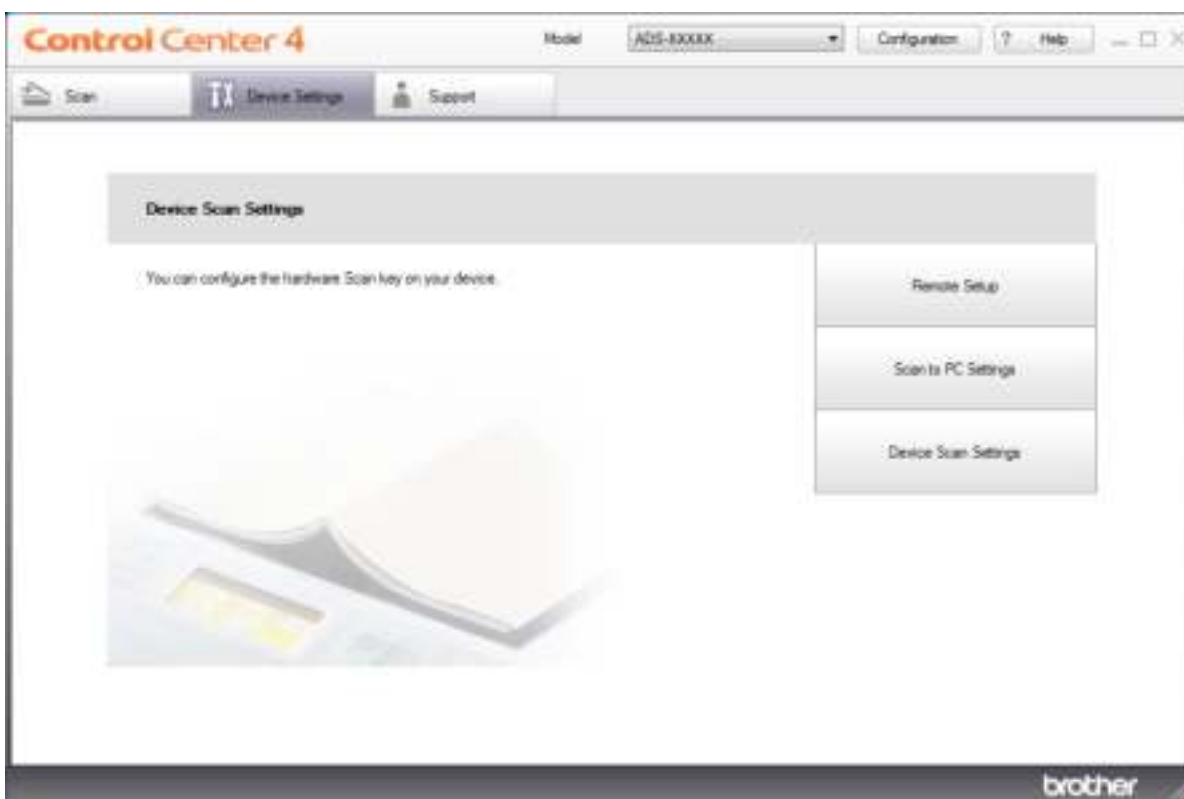 Control Center 4 Model ADS-XXXXX Configuration ? Help
Scan Device Settings Support
Device Scan Settings
You can configure the hardware Scan key on your device.
Remote Setup
Scan to PC Settings
Device Scan Settings
brother